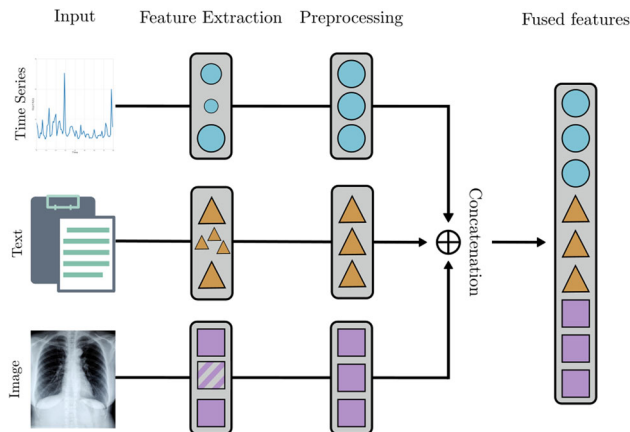 Input
Feature Extraction
Preprocessing
Fused features
Time Series
Text
Image
Concatenation